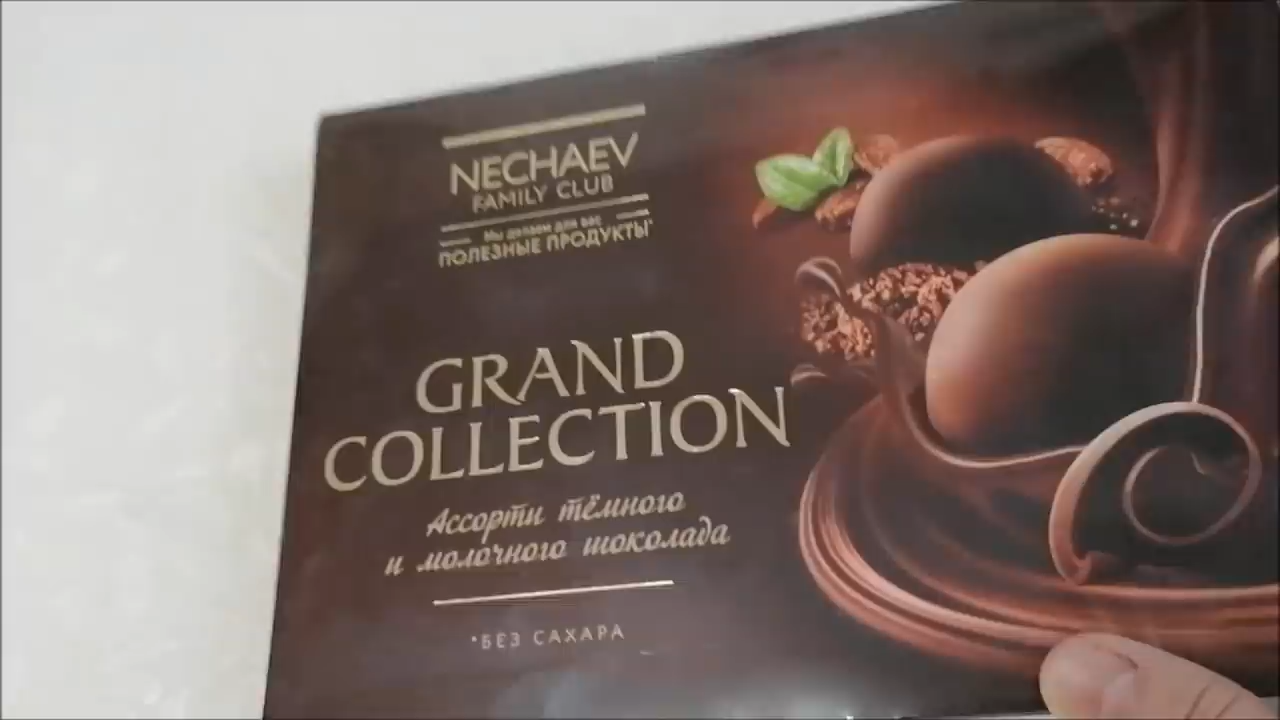 NECHAEV
FAMILY CLUB
Мы делаем для вас
ПОЛЕЗНЫЕ ПРОДУКТЫ*
GRAND
COLLECTION
Ассорти тёмного
и молочного шоколада
*БЕЗ САХАРА